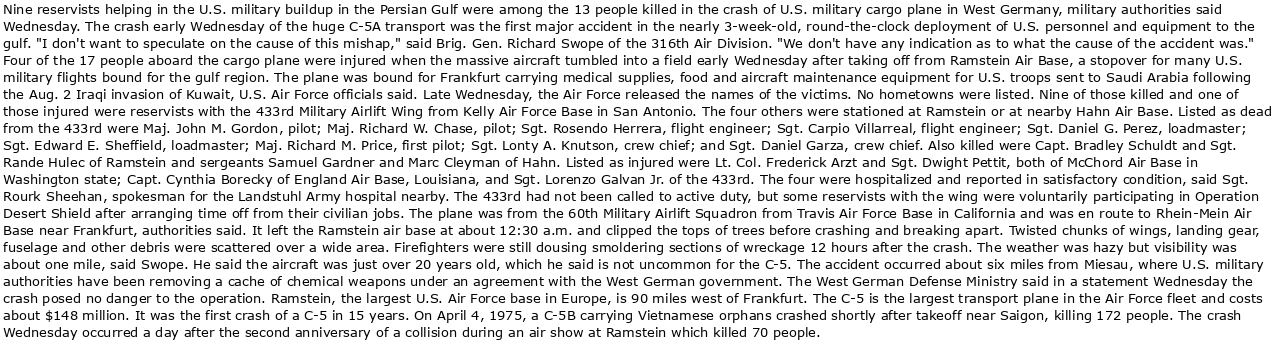 Nine reservists helping in the U.S. military buildup in the Persian Gulf were among the 13 people killed in the crash of U.S. military cargo plane in West Germany, military authorities said
Wednesday. The crash early Wednesday of the huge C-5A transport was the first major accident in the nearly 3-week-old, round-the-clock deployment of U.S. personnel and equipment to the
gulf. "I don't want to speculate on the cause of this mishap," said Brig. Gen. Richard Swope of the 316th Air Division. "We don't have any indication as to what the cause of the accident was."
Four of the 17 people aboard the cargo plane were injured when the massive aircraft tumbled into a field early Wednesday after taking off from Ramstein Air Base, a stopover for many U.S.
military flights bound for the gulf region. The plane was bound for Frankfurt carrying medical supplies, food and aircraft maintenance equipment for U.S. troops sent to Saudi Arabia following
the Aug. 2 Iraqi invasion of Kuwait, U.S. Air Force officials said. Late Wednesday, the Air Force released the names of the victims. No hometowns were listed. Nine of those killed and one of
those injured were reservists with the 433rd Military Airlift Wing from Kelly Air Force Base in San Antonio. The four others were stationed at Ramstein or at nearby Hahn Air Base. Listed as dead
from the 433rd were Maj. John M. Gordon, pilot; Maj. Richard W. Chase, pilot; Sgt. Rosendo Herrera, flight engineer; Sgt. Carpio Villarreal, flight engineer; Sgt. Daniel G. Perez, loadmaster;
Sgt. Edward E. Sheffield, loadmaster; Maj. Richard M. Price, first pilot; Sgt. Lonty A. Knutson, crew chief; and Sgt. Daniel Garza, crew chief. Also killed were Capt. Bradley Schuldt and Sgt.
Rande Hulec of Ramstein and sergeants Samuel Gardner and Marc Cleyman of Hahn. Listed as injured were Lt. Col. Frederick Arzt and Sgt. Dwight Pettit, both of McChord Air Base in
Washington state; Capt. Cynthia Borecky of England Air Base, Louisiana, and Sgt. Lorenzo Galvan Jr. of the 433rd. The four were hospitalized and reported in satisfactory condition, said Sgt.
Rourk Sheehan, spokesman for the Landstuhl Army hospital nearby. The 433rd had not been called to active duty, but some reservists with the wing were voluntarily participating in Operation
Desert Shield after arranging time off from their civilian jobs. The plane was from the 60th Military Airlift Squadron from Travis Air Force Base in California and was en route to Rhein-Mein Air
Base near Frankfurt, authorities said. It left the Ramstein air base at about 12:30 a.m. and clipped the tops of trees before crashing and breaking apart. Twisted chunks of wings, landing gear,
fuselage and other debris were scattered over a wide area. Firefighters were still dousing smoldering sections of wreckage 12 hours after the crash. The weather was hazy but visibility was
about one mile, said Swope. He said the aircraft was just over 20 years old, which he said is not uncommon for the C-5. The accident occurred about six miles from Miesau, where U.S. military
authorities have been removing a cache of chemical weapons under an agreement with the West German government. The West German Defense Ministry said in a statement Wednesday the
crash posed no danger to the operation. Ramstein, the largest U.S. Air Force base in Europe, is 90 miles west of Frankfurt. The C-5 is the largest transport plane in the Air Force fleet and costs
about $148 million. It was the first crash of a C-5 in 15 years. On April 4, 1975, a C-5B carrying Vietnamese orphans crashed shortly after takeoff near Saigon, killing 172 people. The crash
Wednesday occurred a day after the second anniversary of a collision during an air show at Ramstein which killed 70 people.